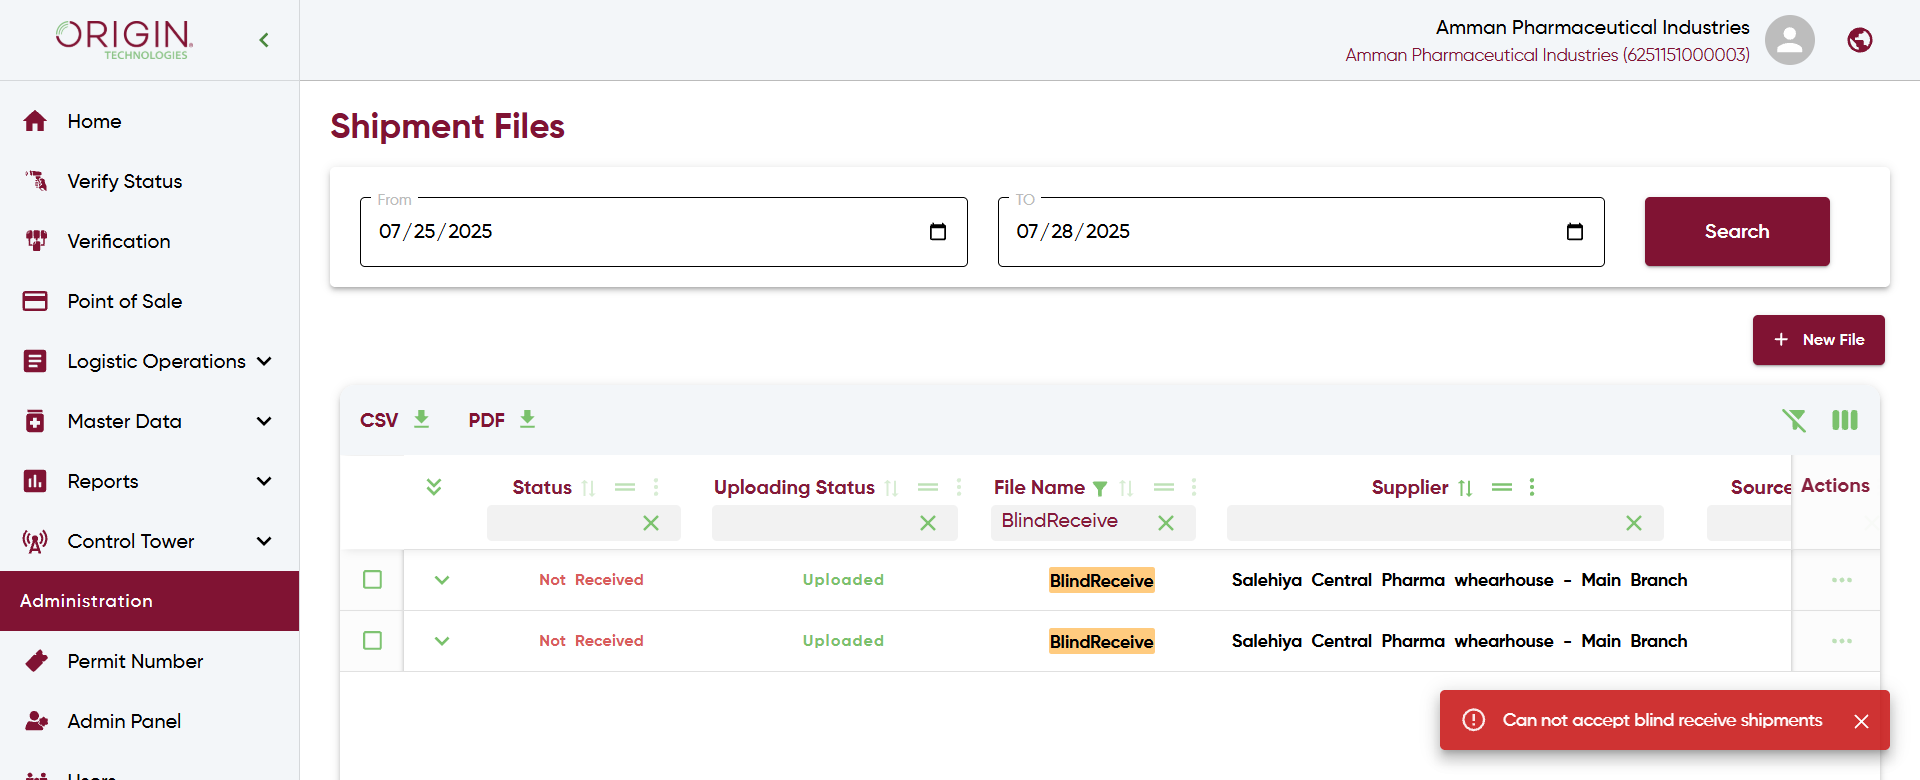 ORIGIN
TECHNOLOGIES
Amman Pharmaceutical Industries
Amman Pharmaceutical Industries (6251151000003)
Home
Verify Status
Verification
Point of Sale
Logistic Operations
Master Data
Reports
Control Tower
Administration
Permit Number
Admin Panel
Users
Shipment Files
From
07/25/2025
TO
07/28/2025
Search
+ New File
CSV
PDF
Status
Uploading Status
File Name
Supplier
Source
Actions
BlindReceive
Not Received
Uploaded
BlindReceive
Salehiya Central Pharma whearhouse - Main Branch
Not Received
Uploaded
BlindReceive
Salehiya Central Pharma whearhouse - Main Branch
Can not accept blind receive shipments